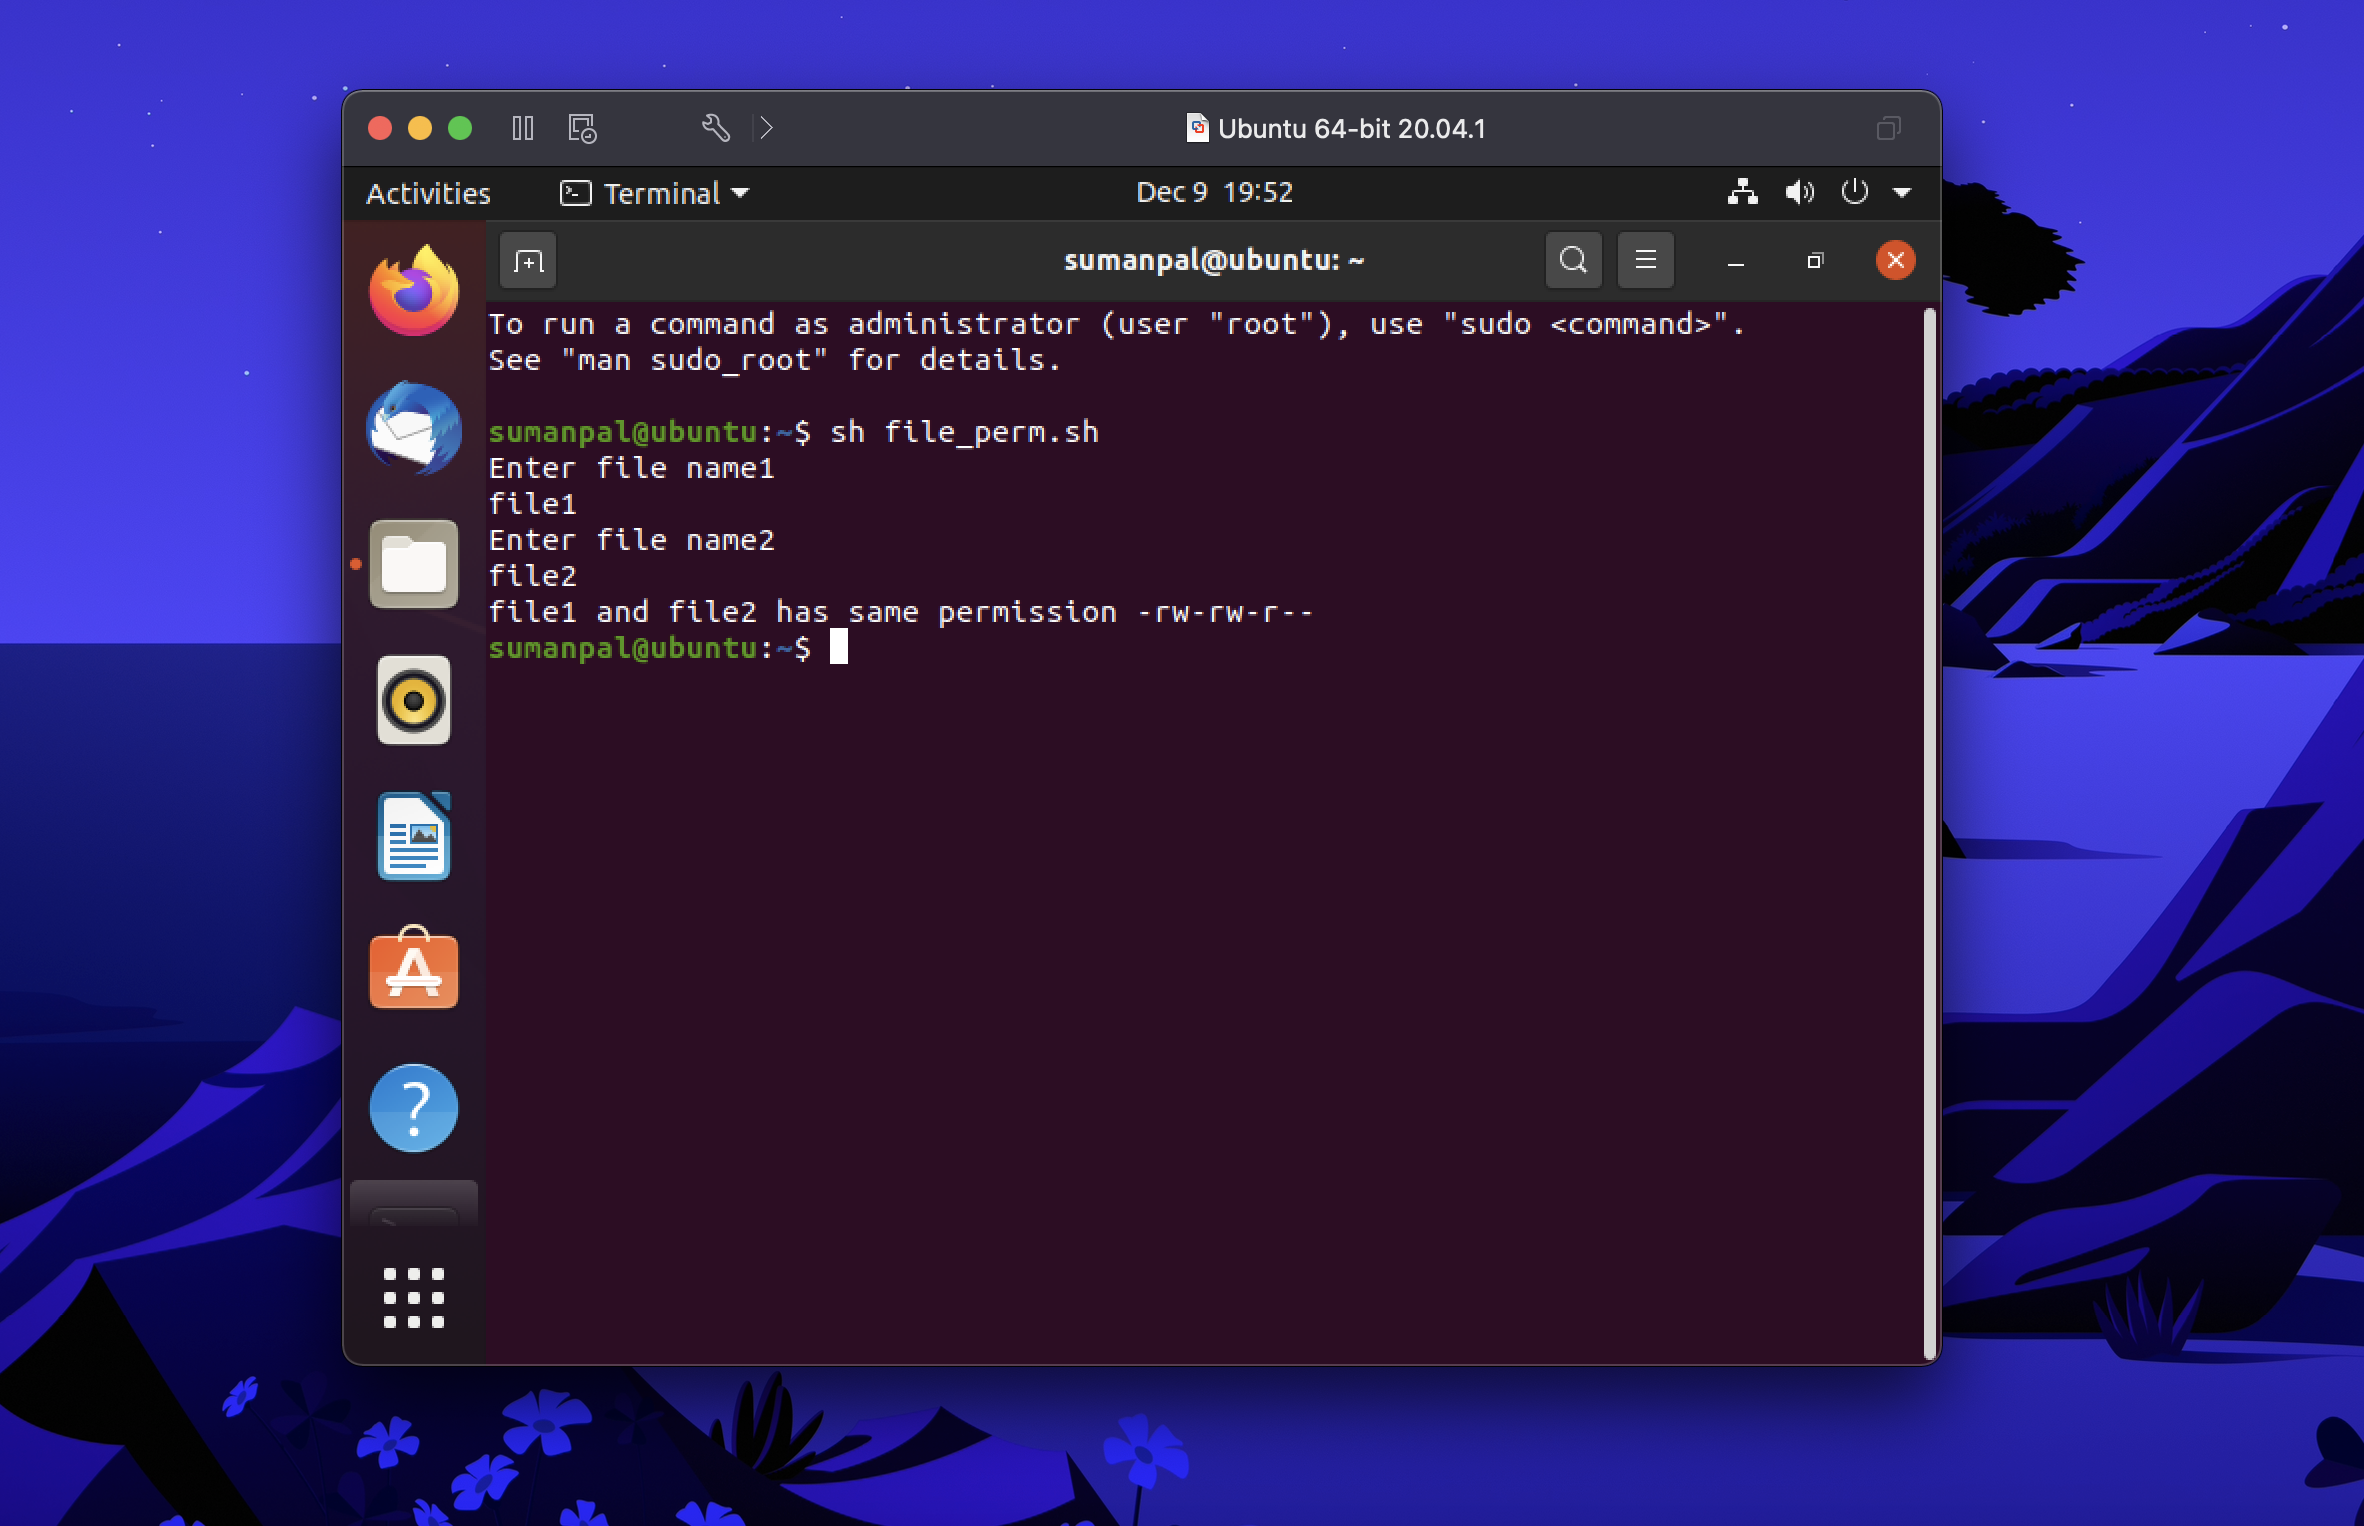 Ubuntu 64-bit 20.04.1
Activities
Terminal
Dec 9 19:52
sumanpal@ubuntu: ~
To run a command as administrator (user "root"), use "sudo <command>".
See "man sudo_root" for details.
sumanpal@ubuntu:~$ sh file_perm.sh
Enter file name1
file1
Enter file name2
file2
file1 and file2 has same permission -rw-rw-r--
sumanpal@ubuntu:~$